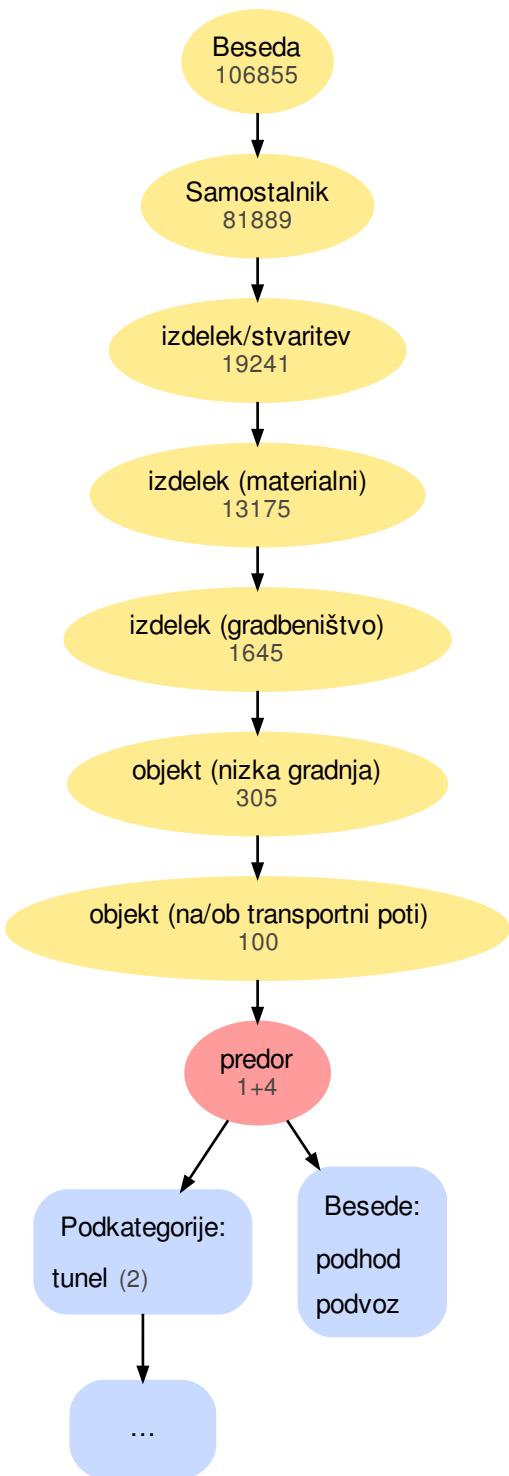 Beseda
106855
Samostalnik
81889
izdelek/stvaritev
19241
izdelek (materialni)
13175
izdelek (gradbeništvo)
1645
objekt (nizka gradnja)
305
objekt (na/ob transportni poti)
100
predor
1+4
Podkategorije:
tunel (2)
Besede:
podhod
podvoz
…